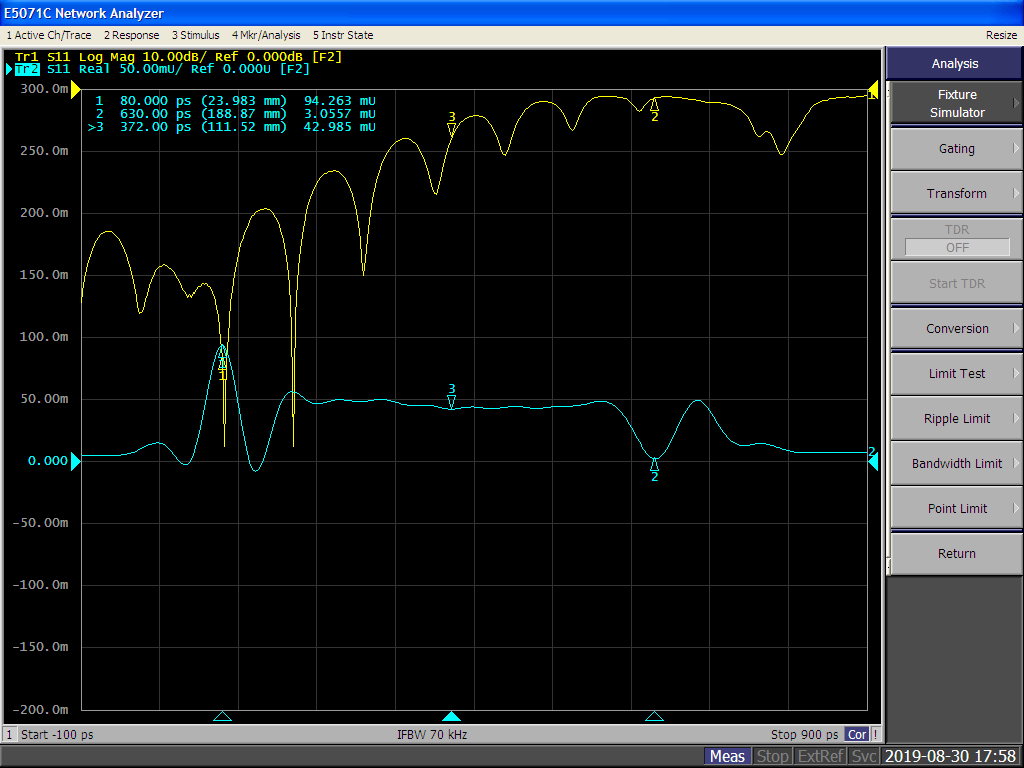 E5071C Network Analyzer
1 Active Ch/Trace 2 Response 3 Stimulus 4 Mkr/Analysis 5 Instr State Resize
Tr1 S11 Log Mag 10.00dB/ Ref 0.000dB [F2]
Tr2 S11 Real 50.00mU/ Ref 0.000U [F2]
300.0m
1 80.000 ps (23.983 mm) 94.263 mU
2 630.00 ps (188.87 mm) 3.0557 mU
>3 372.00 ps (111.52 mm) 42.985 mU
1
3
2
250.0m
200.0m
150.0m
100.0m
1
50.00m
3
0.000
2
2
-50.00m
-100.0m
-150.0m
-200.0m
1 Start -100 ps IFBW 70 kHz Stop 900 ps Cor !
Analysis
Fixture
Simulator
Gating
Transform
TDR
OFF
Start TDR
Conversion
Limit Test
Ripple Limit
Bandwidth Limit
Point Limit
Return
Meas Stop ExtRef Svc 2019-08-30 17:58